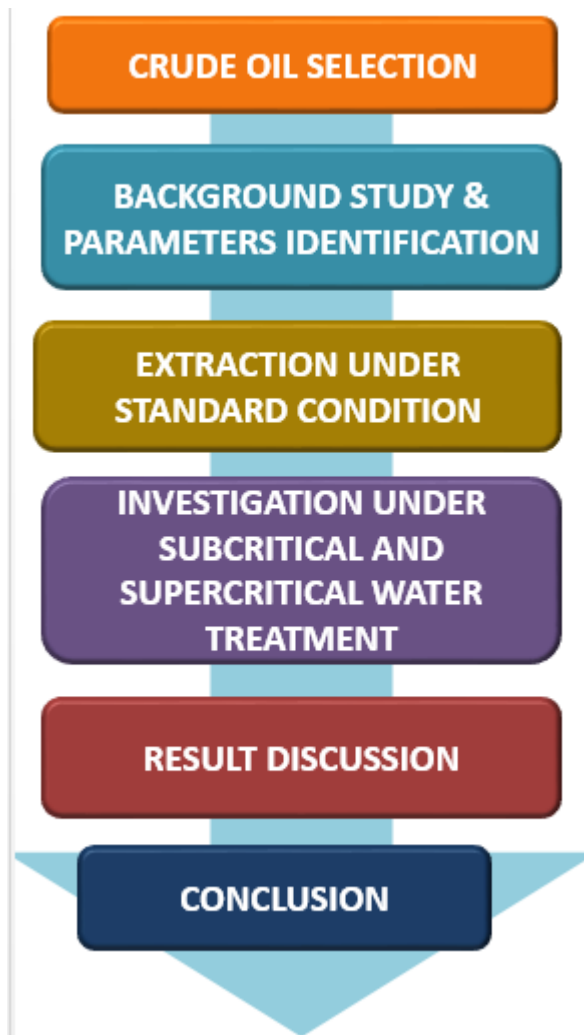 CRUDE OIL SELECTION
BACKGROUND STUDY &
PARAMETERS IDENTIFICATION
EXTRACTION UNDER
STANDARD CONDITION
INVESTIGATION UNDER
SUBCRITICAL AND
SUPERCRITICAL WATER
TREATMENT
RESULT DISCUSSION
CONCLUSION